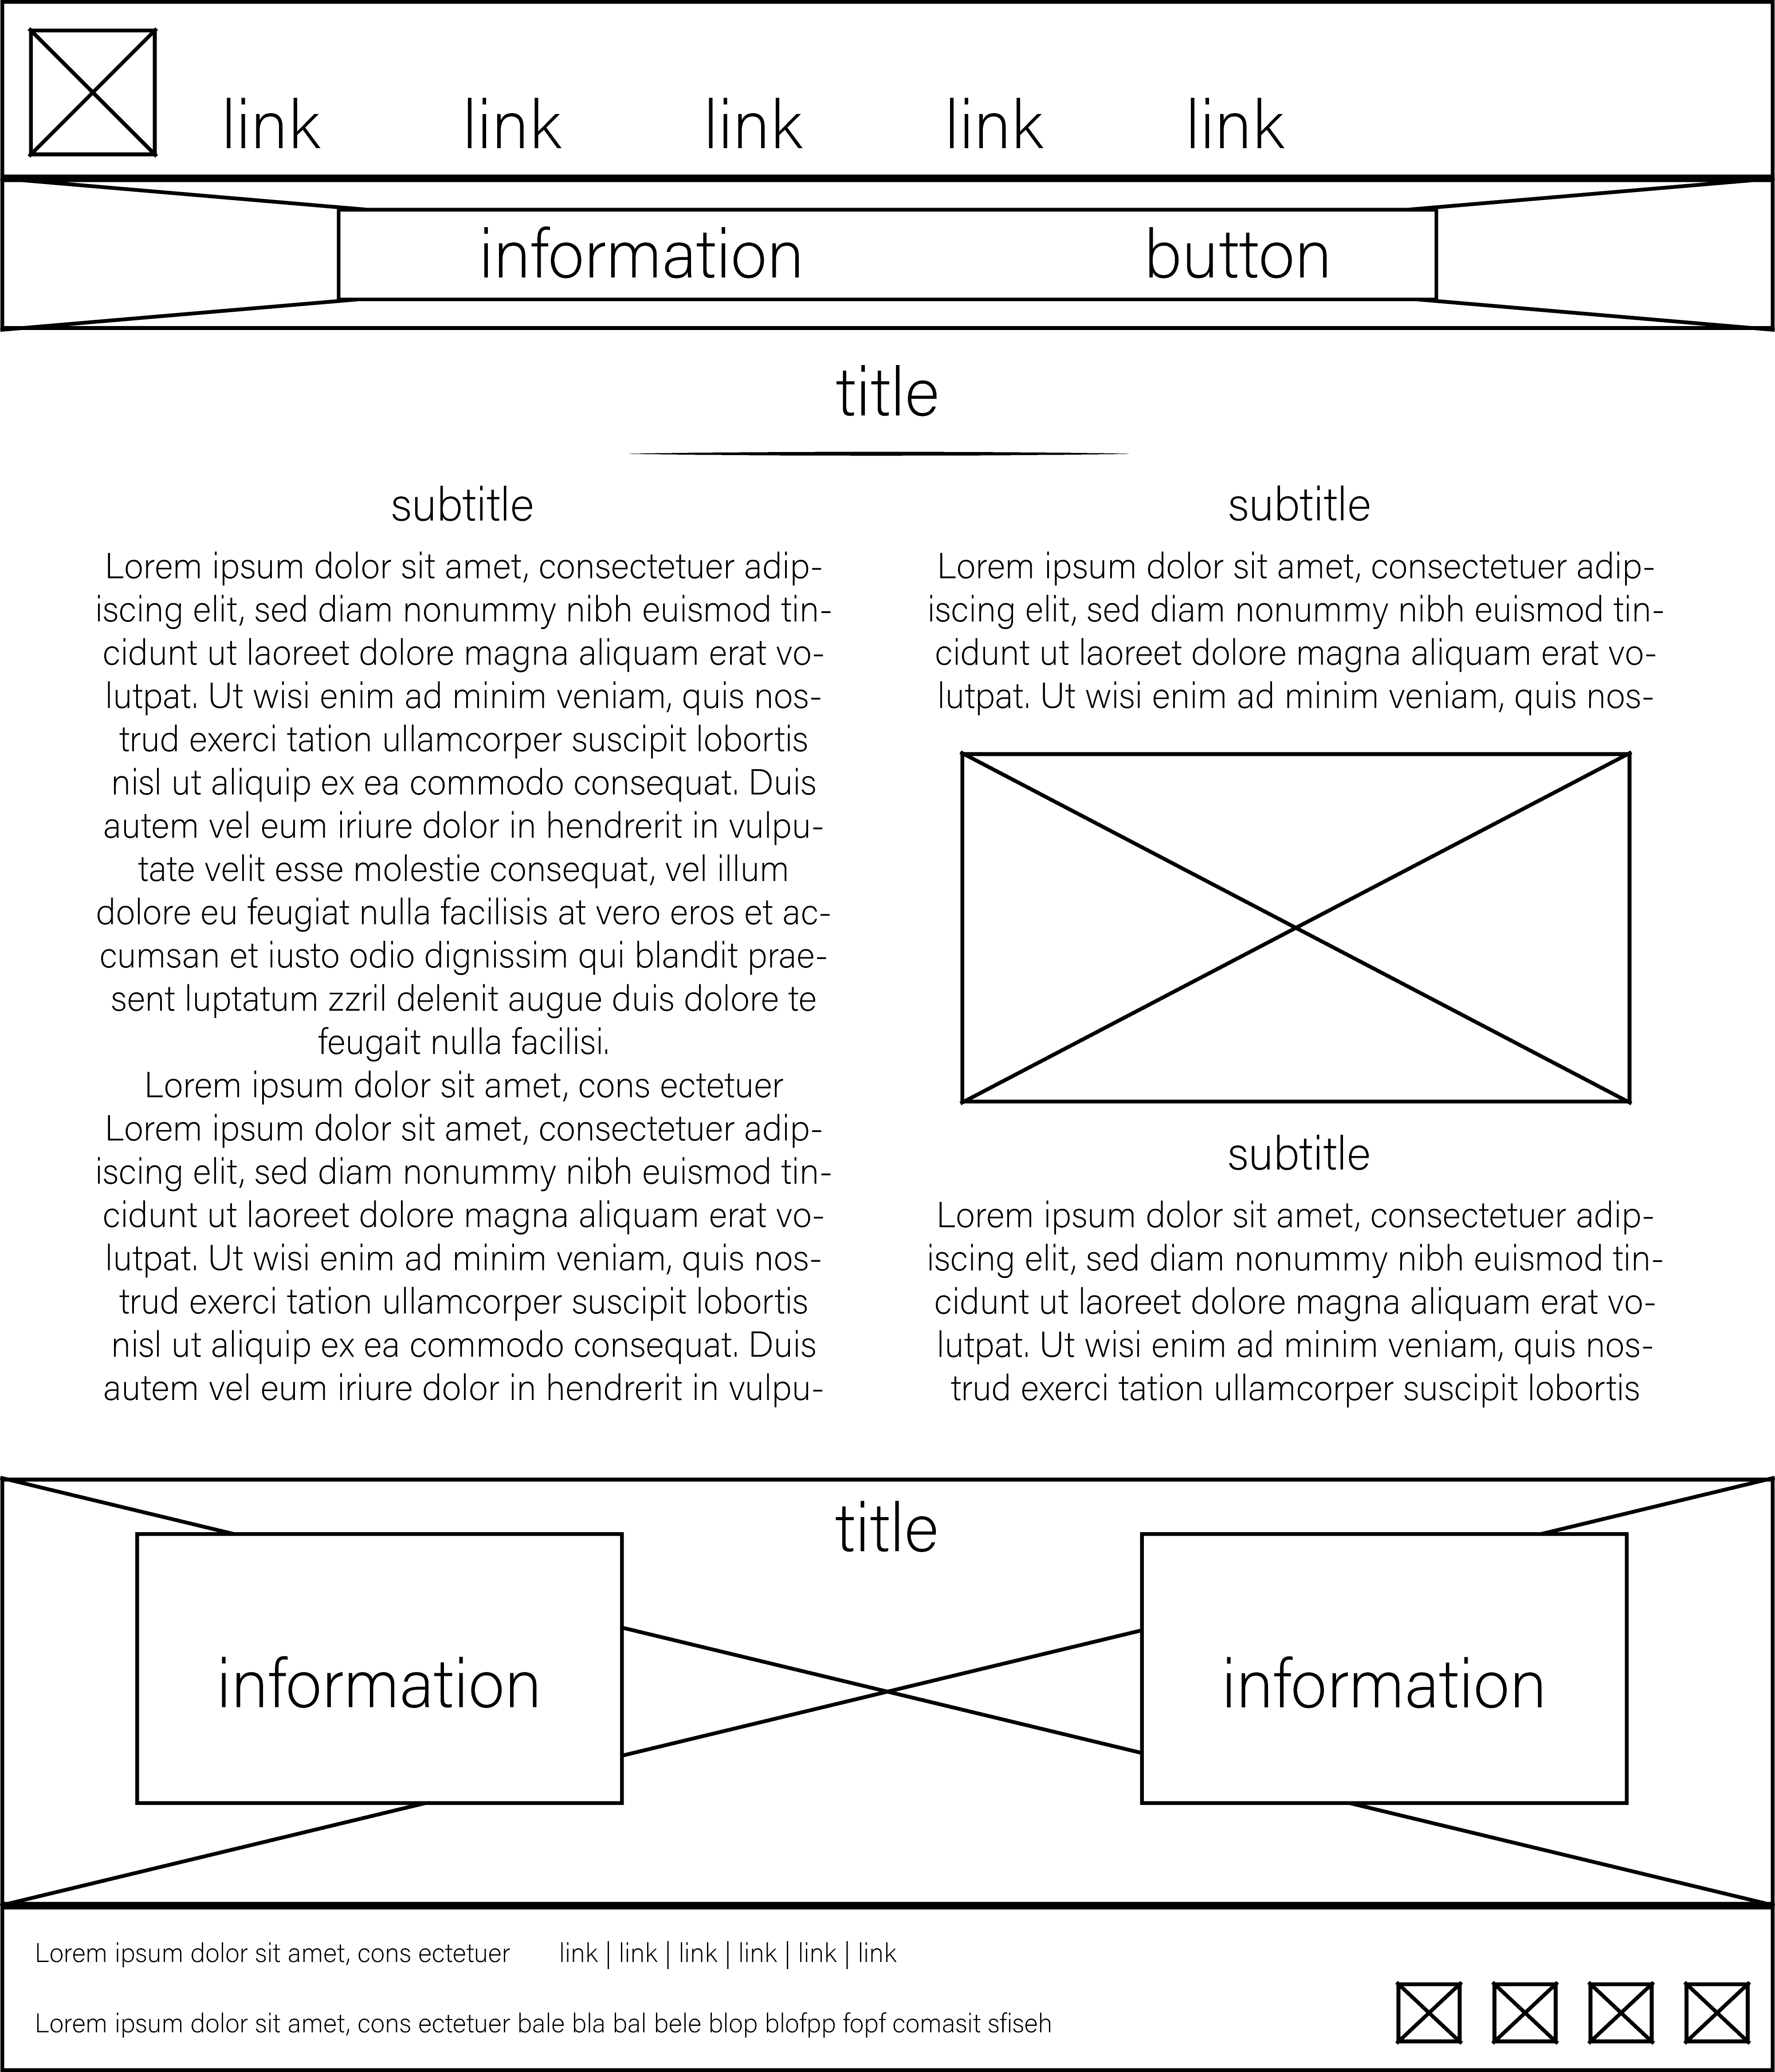 link link link link link
information button
title
subtitle
Lorem ipsum dolor sit amet, consectetuer adip-
iscing elit, sed diam nonummy nibh euismod tin-
cidunt ut laoreet dolore magna aliquam erat vo-
lutpat. Ut wisi enim ad minim veniam, quis nos-
trud exerci tation ullamcorper suscipit lobortis
nisl ut aliquip ex ea commodo consequat. Duis
autem vel eum iriure dolor in hendrerit in vulpu-
tate velit esse molestie consequat, vel illum
dolore eu feugiat nulla facilisis at vero eros et ac-
cumsan et iusto odio dignissim qui blandit prae-
sent luptatum zzril delenit augue duis dolore te
feugait nulla facilisi.
Lorem ipsum dolor sit amet, cons ectetuer
Lorem ipsum dolor sit amet, consectetuer adip-
iscing elit, sed diam nonummy nibh euismod tin-
cidunt ut laoreet dolore magna aliquam erat vo-
lutpat. Ut wisi enim ad minim veniam, quis nos-
trud exerci tation ullamcorper suscipit lobortis
nisl ut aliquip ex ea commodo consequat. Duis
autem vel eum iriure dolor in hendrerit in vulpu-
subtitle
Lorem ipsum dolor sit amet, consectetuer adip-
iscing elit, sed diam nonummy nibh euismod tin-
cidunt ut laoreet dolore magna aliquam erat vo-
lutpat. Ut wisi enim ad minim veniam, quis nos-
subtitle
Lorem ipsum dolor sit amet, consectetuer adip-
iscing elit, sed diam nonummy nibh euismod tin-
cidunt ut laoreet dolore magna aliquam erat vo-
lutpat. Ut wisi enim ad minim veniam, quis nos-
trud exerci tation ullamcorper suscipit lobortis
title
information information
Lorem ipsum dolor sit amet, cons ectetuer link | link | link | link | link | link
Lorem ipsum dolor sit amet, cons ectetuer bale bla bal bele blop blofpp fopf comasit sfiseh